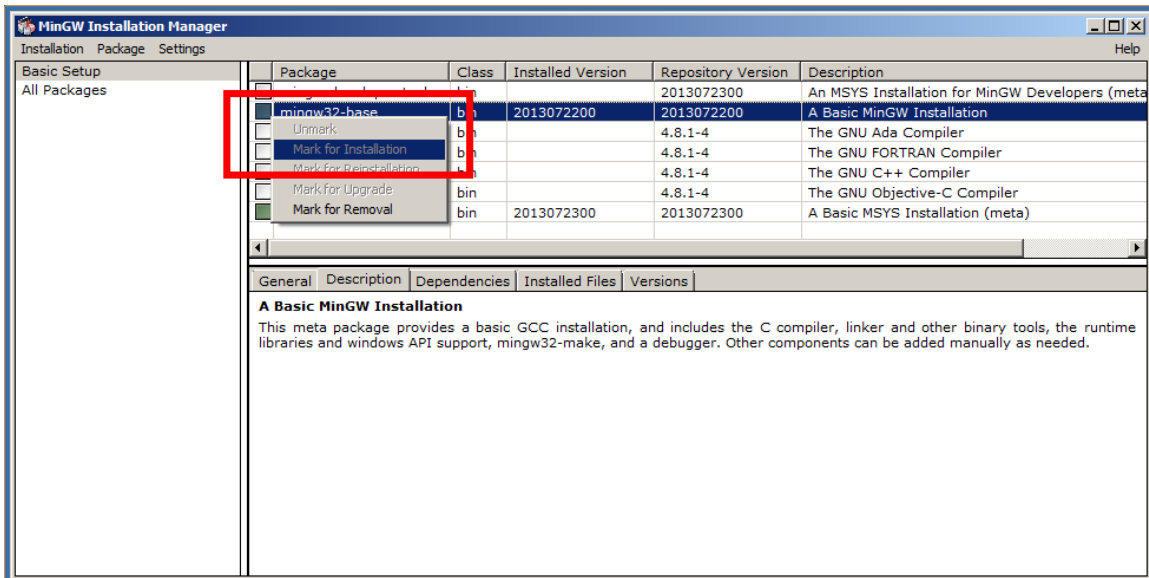 MinGW Installation Manager
Installation Package Settings Help
Basic Setup
All Packages
Package Class Installed Version Repository Version Description
2013072300 An MSYS Installation for MinGW Developers (meta
mingw32-base 2013072200 2013072200 A Basic MinGW Installation
4.8.1-4 The GNU Ada Compiler
4.8.1-4 The GNU FORTRAN Compiler
4.8.1-4 The GNU C++ Compiler
bin 4.8.1-4 The GNU Objective-C Compiler
bin 2013072300 2013072300 A Basic MSYS Installation (meta)
Unmark
Mark for Installation
Mark for Reinstallation
Mark for Upgrade
Mark for Removal
General Description Dependencies Installed Files Versions
A Basic MinGW Installation
This meta package provides a basic GCC installation, and includes the C compiler, linker and other binary tools, the runtime
libraries and windows API support, mingw32-make, and a debugger. Other components can be added manually as needed.